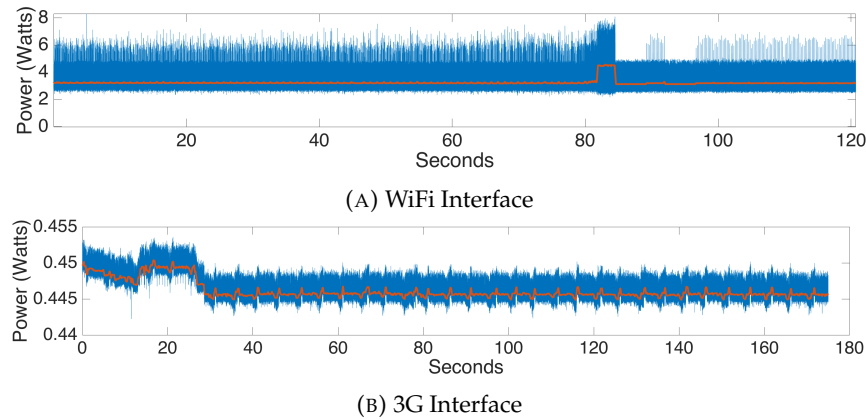 Power (Watts)
8
6
4
2
0
20 40 60 80 100 120
Seconds
(A) WiFi Interface
Power (Watts)
0.455
0.45
0.445
0.44
0 20 40 60 80 100 120 140 160 180
Seconds
(B) 3G Interface